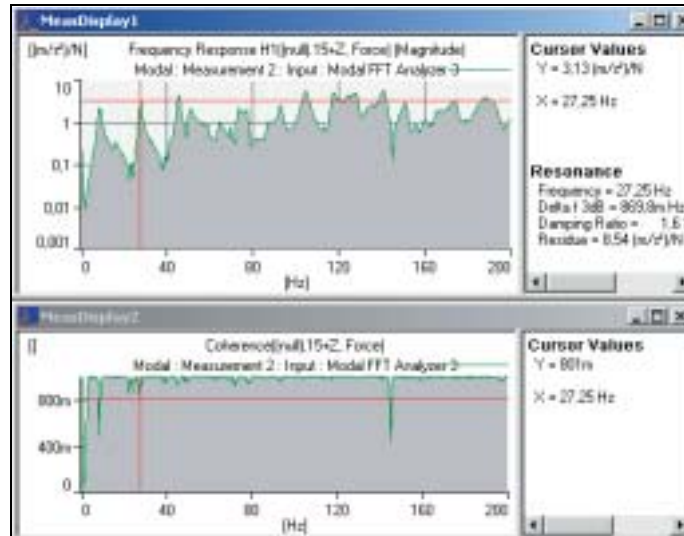 MeasDisplay1
[(m/s²)/N]
Frequency Response H1((null).15+Z, Force) (Magnitude)
Modal : Measurement 2 : Input : Modal FFT Analyzer 3
10
1
0,1
0,01
0,001
0
40
80
120
160
200
[Hz]
Cursor Values
Y = 3.13 (m/s²)/N
X = 27,25 Hz
Resonance
Frequency = 27,25 Hz
Delta f 3dB = 869,8m Hz
Damping Ratio = 1.6
Residue = 8.54 (m/s²)/N
MeasDisplay2
[]
Coherence((null).15+Z, Force)
Modal : Measurement 2 : Input : Modal FFT Analyzer 3
800m
400m
0
0
40
80
120
160
200
[Hz]
Cursor Values
Y = 801m
X = 27,25 Hz